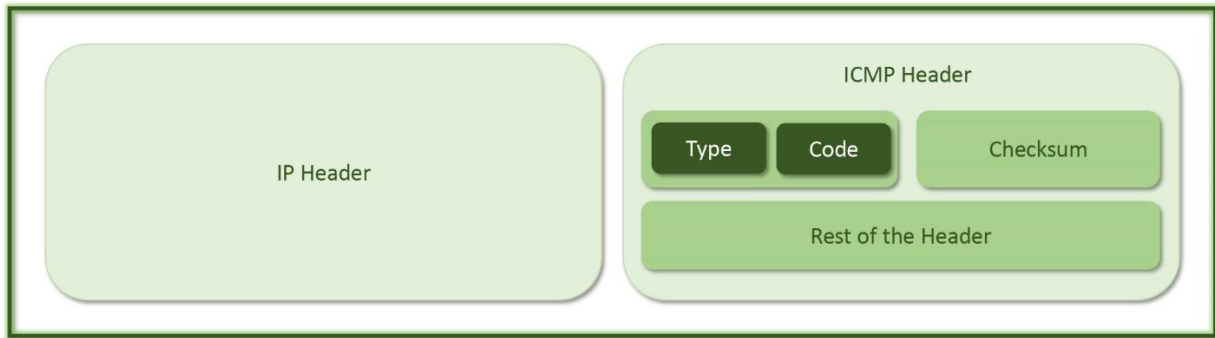 IP Header
ICMP Header
Type
Code
Checksum
Rest of the Header